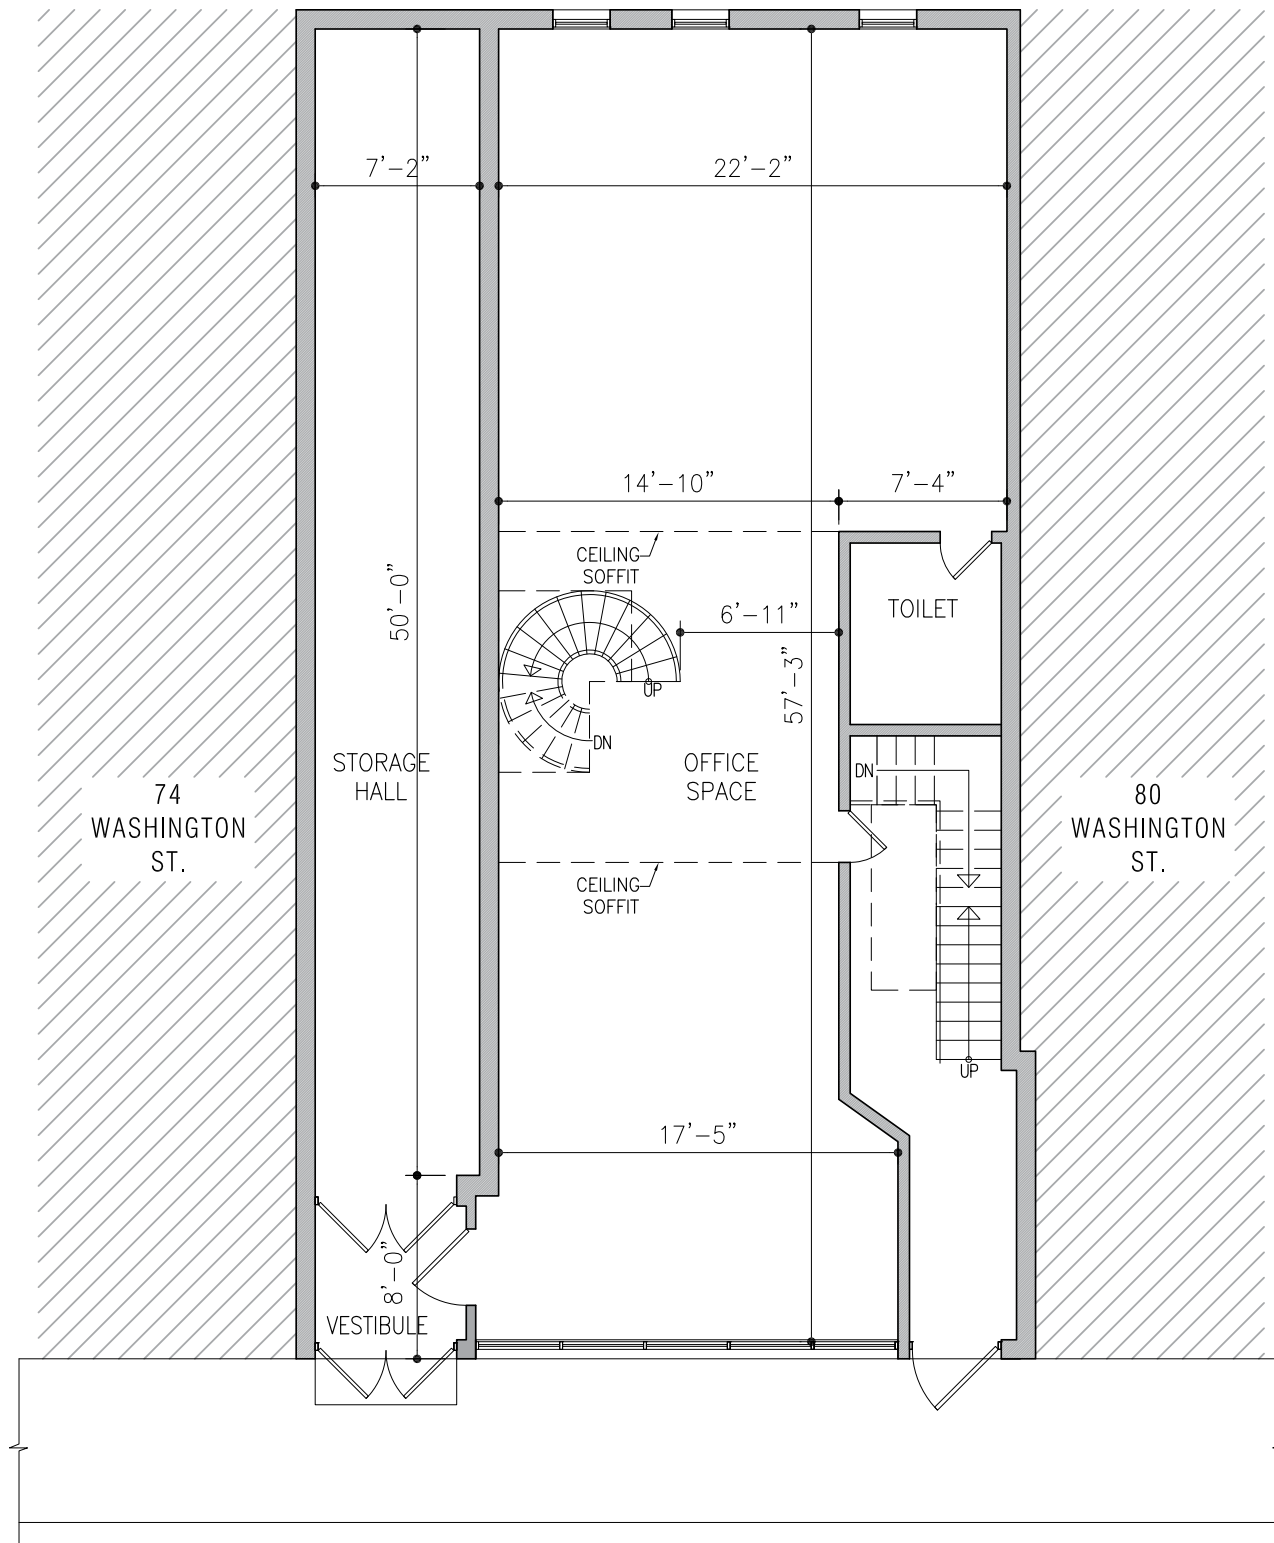 7’-2”
22’-2”
14’-10”
7’-4”
CEILING
SOFFIT
50’-0”
6’-11”
TOILET
57’-3”
UP
DN
STORAGE
HALL
OFFICE
SPACE
DN
74
WASHINGTON
ST.
80
WASHINGTON
ST.
CEILING
SOFFIT
UP
17’-5”
8’-0”
VESTIBULE